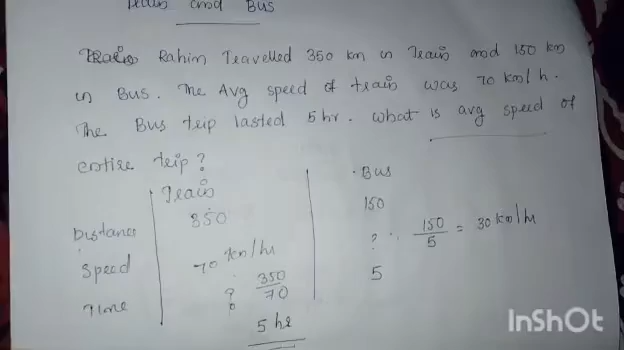 Train and Bus
Rahim Travelled 350 km in Train and 150 km
in Bus. The Avg speed of train was 70 km/h.
The Bus trip lasted 5 hr. What is avg speed of
entire trip?
Train Bus
Distance 350 150
Speed 70 km/hr ? 150/5 = 30 km/hr
Time ? 350/70 5
5 hr
InShOt